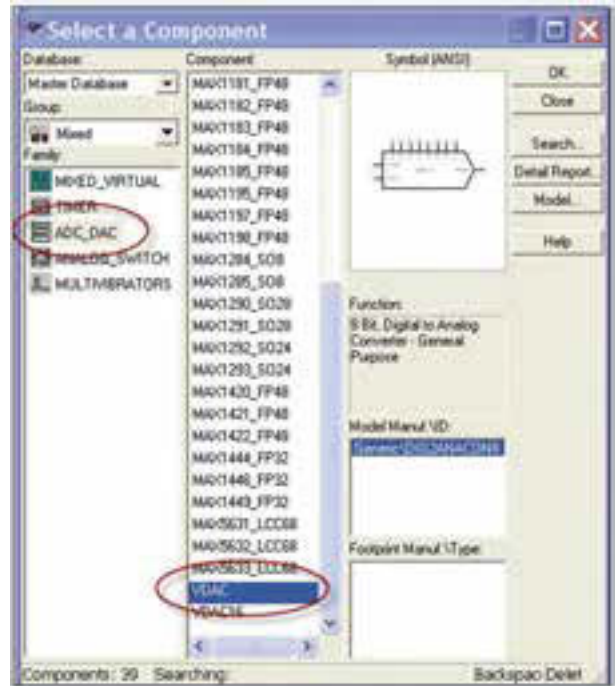 Select a Component
Database:
Master Database
Group:
Mixed
Family:
MIXED_VIRTUAL
TIMER
ADC_DAC
ANALOG_SWITCH
MULTIVIBRATORS
Component:
MAX1181_FP48
MAX1182_FP48
MAX1183_FP48
MAX1184_FP48
MAX1185_FP48
MAX1195_FP48
MAX1197_FP48
MAX1198_FP48
MAX1284_SO8
MAX1285_SO8
MAX1290_SO28
MAX1291_SO28
MAX1292_SO24
MAX1293_SO24
MAX1420_FP48
MAX1421_FP48
MAX1422_FP48
MAX1444_FP32
MAX1446_FP32
MAX1449_FP32
MAX5631_LCC68
MAX5632_LCC68
MAX5633_LCC68
VDAC
VDAC16
Symbol (ANSI)
Function:
8 Bit, Digital to Analog
Converter - General
Purpose
Model Manuf.\ID:
Footprint Manuf.\Type:
OK
Close
Search...
Detail Report
Model...
Help
Components: 39 Searching:
Backspac Delet